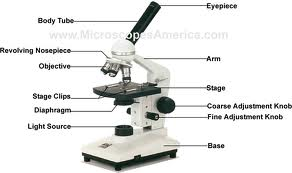 www.MicroscopesAmerica.com
Eyepiece
Body Tube
Revolving Nosepiece
Arm
Objective
Stage
Stage Clips
Diaphragm
Coarse Adjustment Knob
Fine Adjustment Knob
Light Source
Base